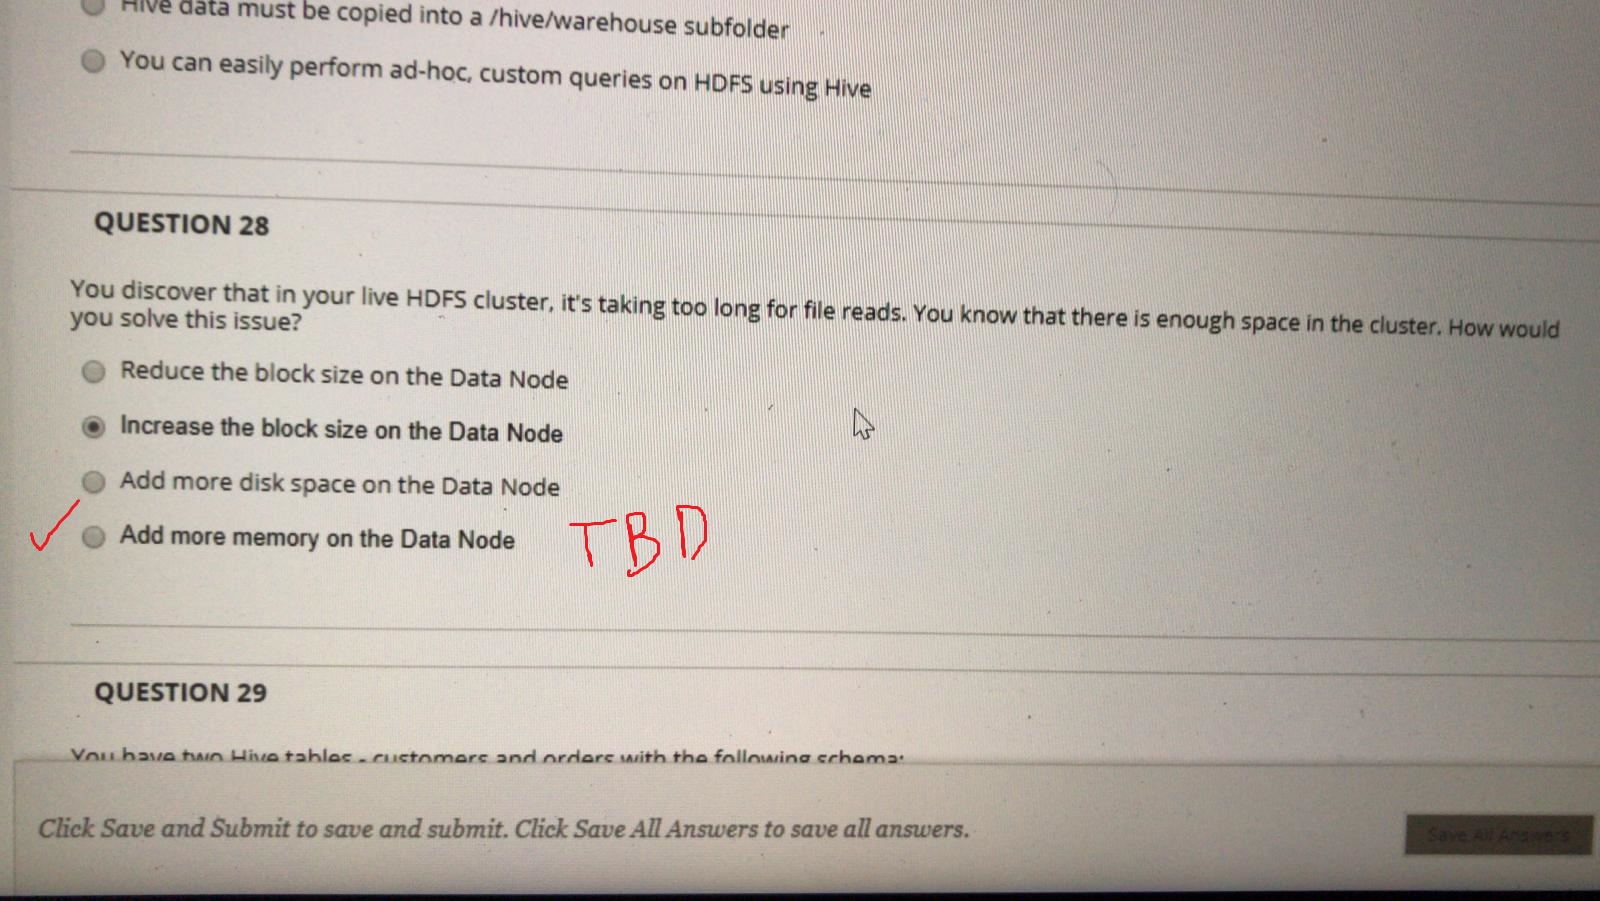 Hive data must be copied into a /hive/warehouse subfolder
You can easily perform ad-hoc, custom queries on HDFS using Hive
QUESTION 28
You discover that in your live HDFS cluster, it's taking too long for file reads. You know that there is enough space in the cluster. How would
you solve this issue?
Reduce the block size on the Data Node
Increase the block size on the Data Node
Add more disk space on the Data Node
Add more memory on the Data Node
TBD
QUESTION 29
You have two Hive tables - customers and orders with the following schema:
Click Save and Submit to save and submit. Click Save All Answers to save all answers.
Save All Answers